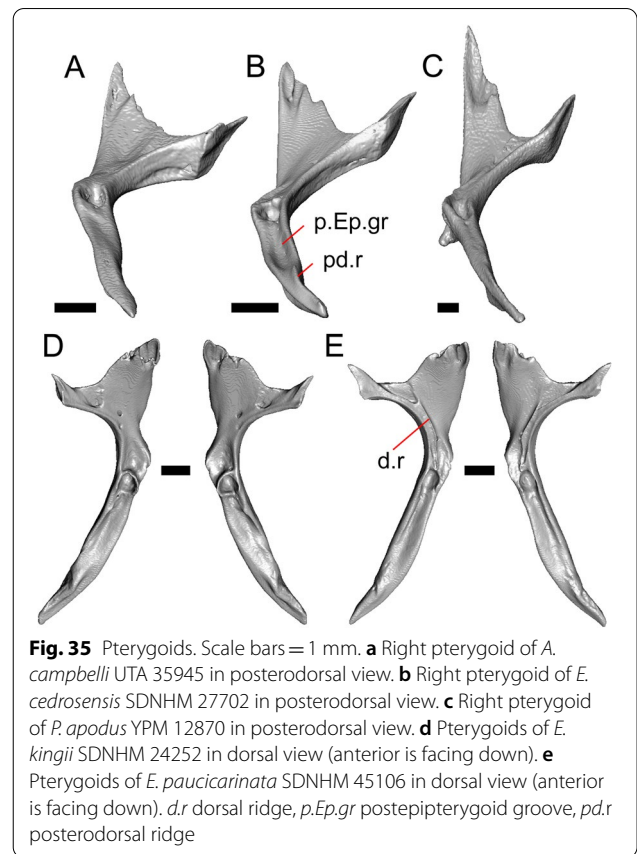 A
B
C
p.Ep.gr
pd.r
D
E
d.r
Fig. 35 Pterygoids. Scale bars = 1 mm. a Right pterygoid of A.
campbelli UTA 35945 in posterodorsal view. b Right pterygoid of E.
cedrosensis SDNHM 27702 in posterodorsal view. c Right pterygoid
of P. apodus YPM 12870 in posterodorsal view. d Pterygoids of E.
kingii SDNHM 24252 in dorsal view (anterior is facing down). e
Pterygoids of E. paucicarinata SDNHM 45106 in dorsal view (anterior
is facing down). d.r dorsal ridge, p.Ep.gr postepipterygoid groove, pd.r
posterodorsal ridge